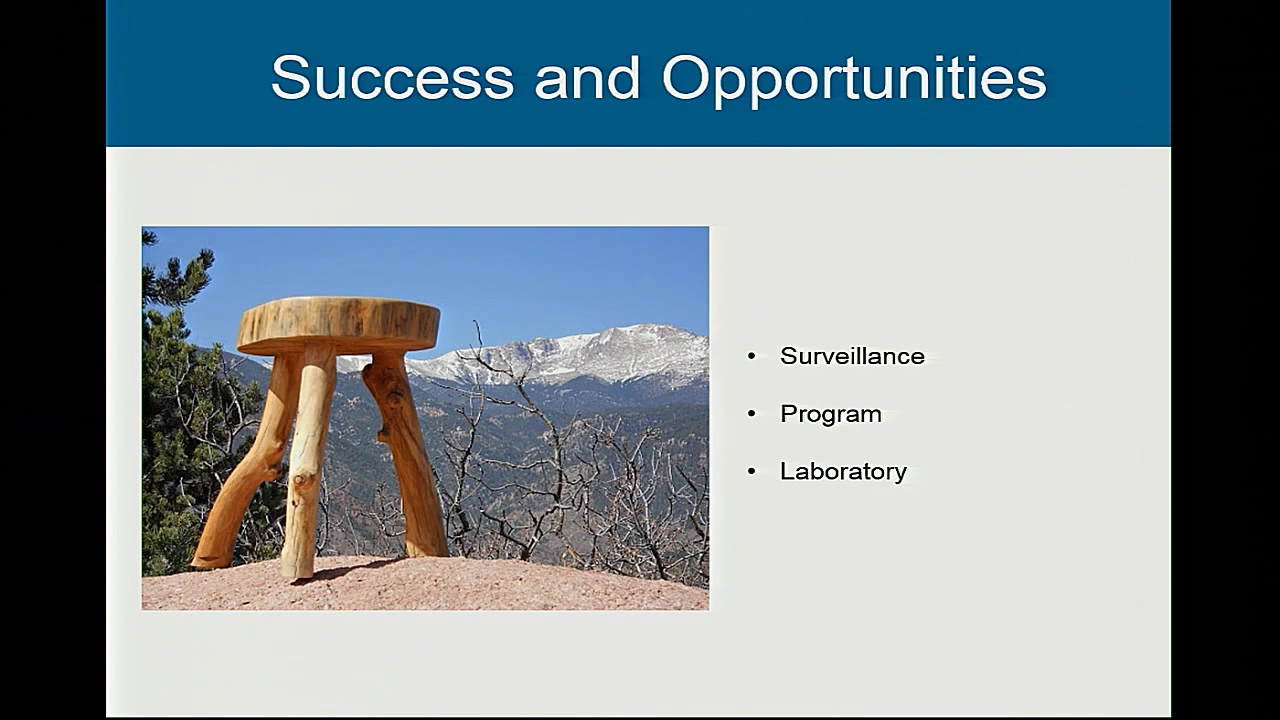 Success and Opportunities
• Surveillance
• Program
• Laboratory